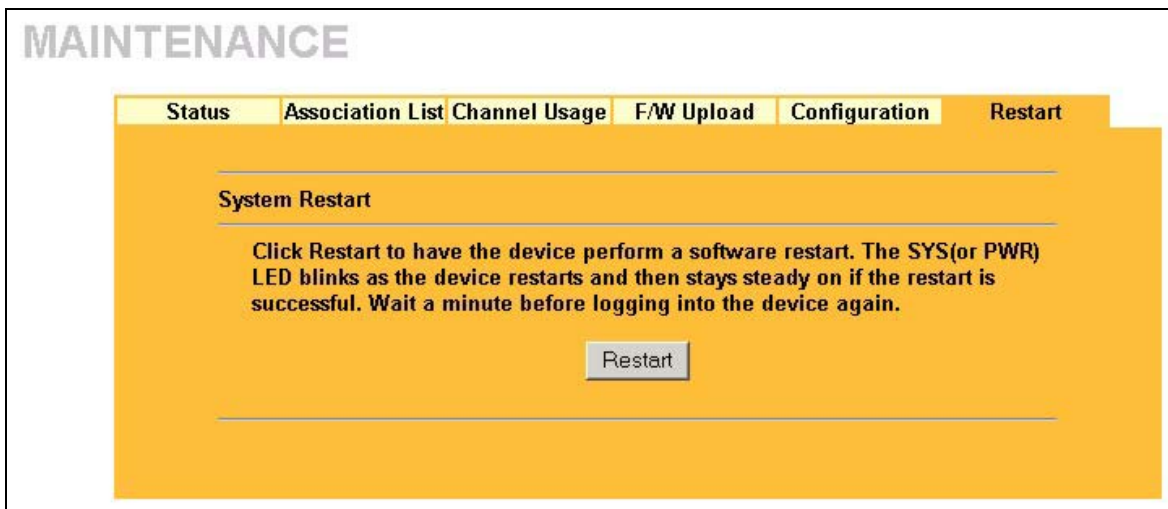 MAINTENANCE
Status Association List Channel Usage F/W Upload Configuration Restart
System Restart
Click Restart to have the device perform a software restart. The SYS(or PWR)
LED blinks as the device restarts and then stays steady on if the restart is
successful. Wait a minute before logging into the device again.
Restart